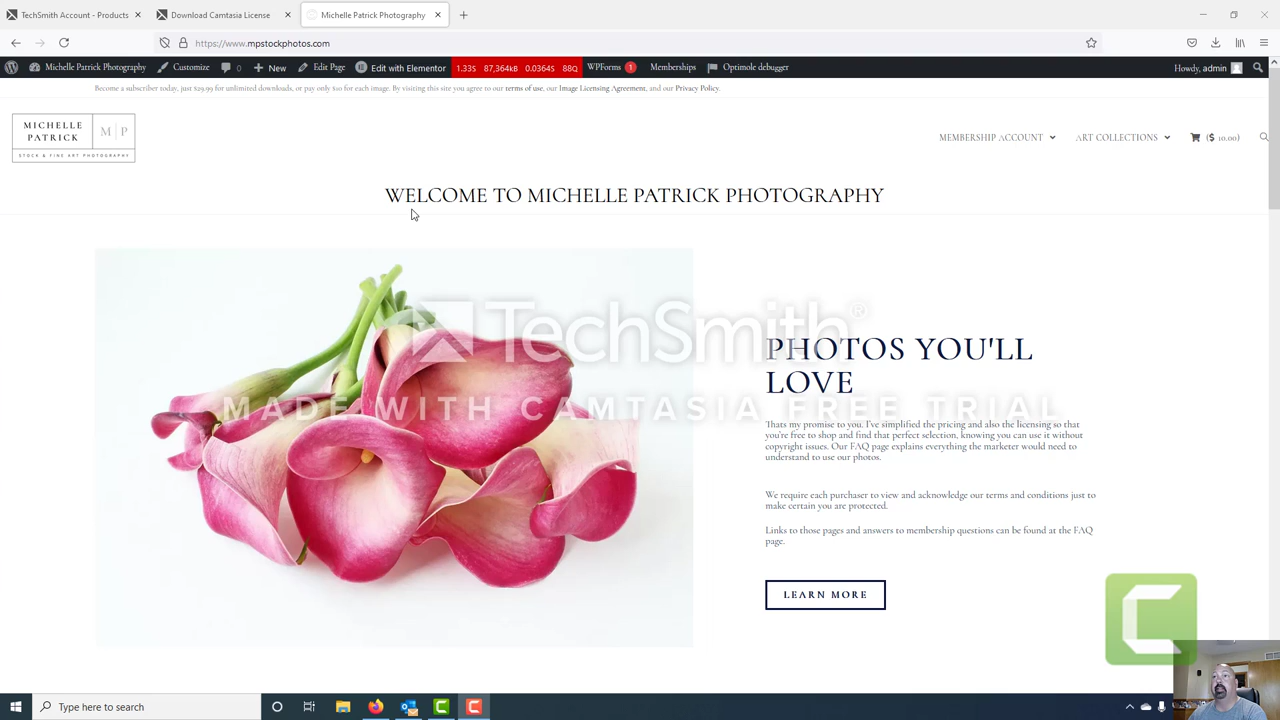 TechSmith Account - Products
Download Camtasia License
Michelle Patrick Photography
https://www.mpstockphotos.com
Michelle Patrick Photography
Customize
0
New
Edit Page
Edit with Elementor
1.33S 87,364kB 0.0364S 88Q
WPForms 1
Memberships
Optimole debugger
Howdy, admin
Become a subscriber today, just $29.99 for unlimited downloads, or pay only $10 for each image. By visiting this site you agree to our terms of use, our Image Licensing Agreement, and our Privacy Policy.
MICHELLE
PATRICK
M|P
STOCK & FINE ART PHOTOGRAPHY
MEMBERSHIP ACCOUNT
ART COLLECTIONS
($ 10.00)
WELCOME TO MICHELLE PATRICK PHOTOGRAPHY
TechSmith®
MADE WITH CAMTASIA FREE TRIAL
PHOTOS YOU'LL
LOVE
Thats my promise to you. I've simplified the pricing and also the licensing so that
you're free to shop and find that perfect selection, knowing you can use it without
copyright issues. Our FAQ page explains everything the marketer would need to
understand to use our photos.
We require each purchaser to view and acknowledge our terms and conditions just to
make certain you are protected.
Links to those pages and answers to membership questions can be found at the FAQ
page.
LEARN MORE
Type here to search